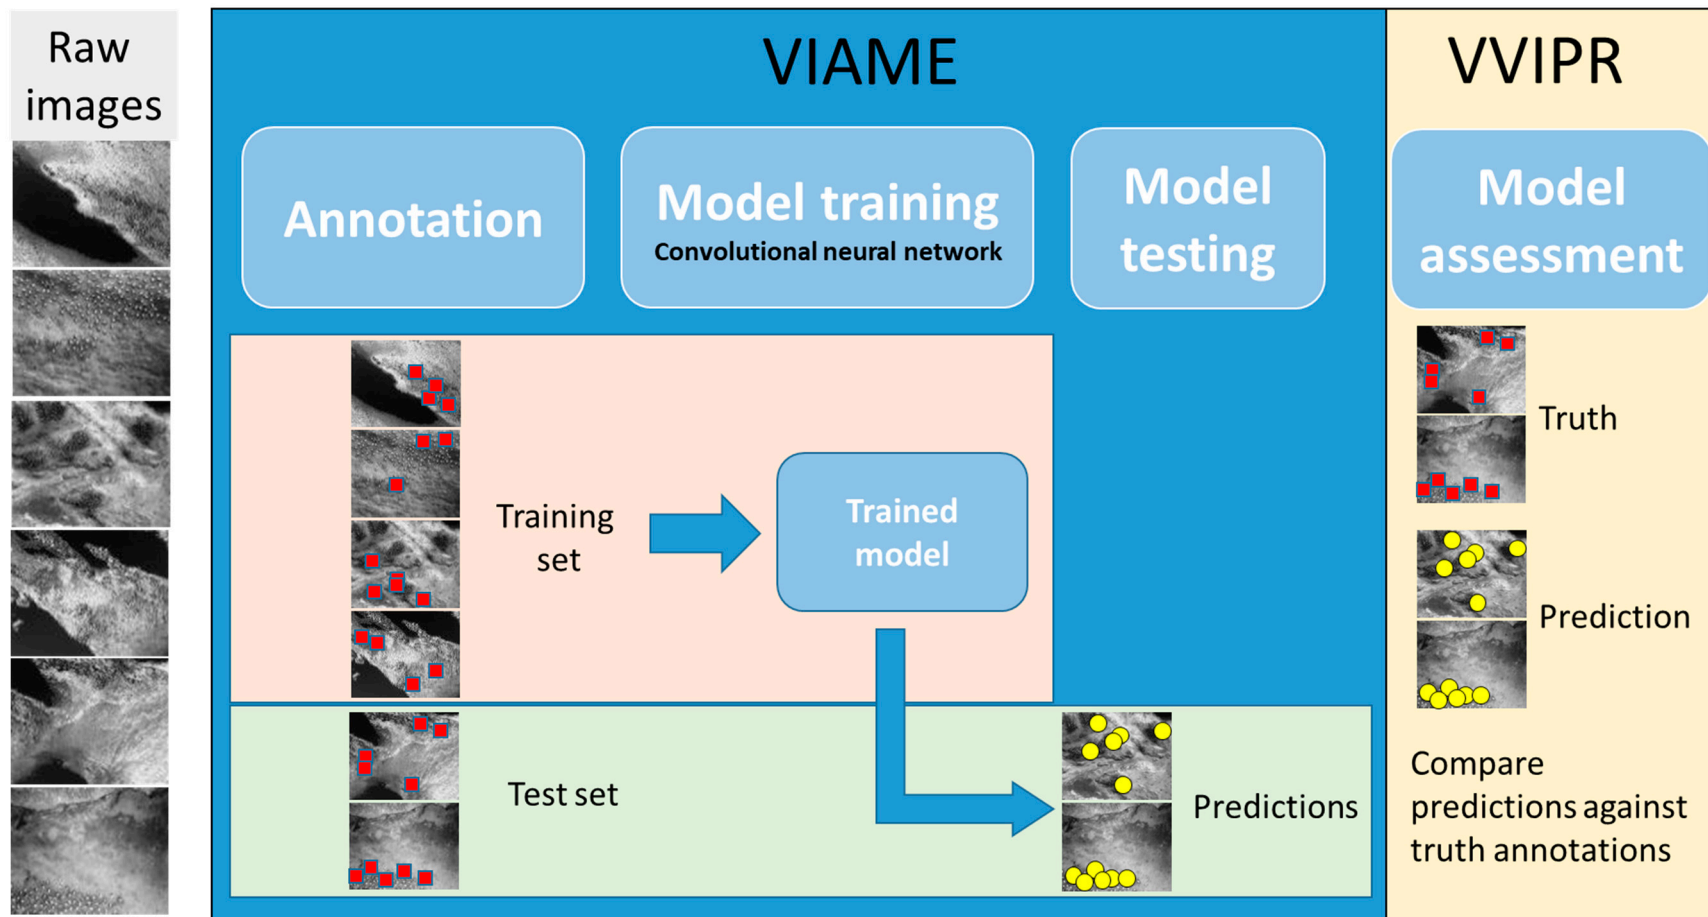 Raw
images
VIAME
VVIPR
Annotation
Model training
Convolutional neural network
Model
testing
Model
assessment
Training
set
Trained
model
Truth
Prediction
Test set
Predictions
Compare
predictions against
truth annotations